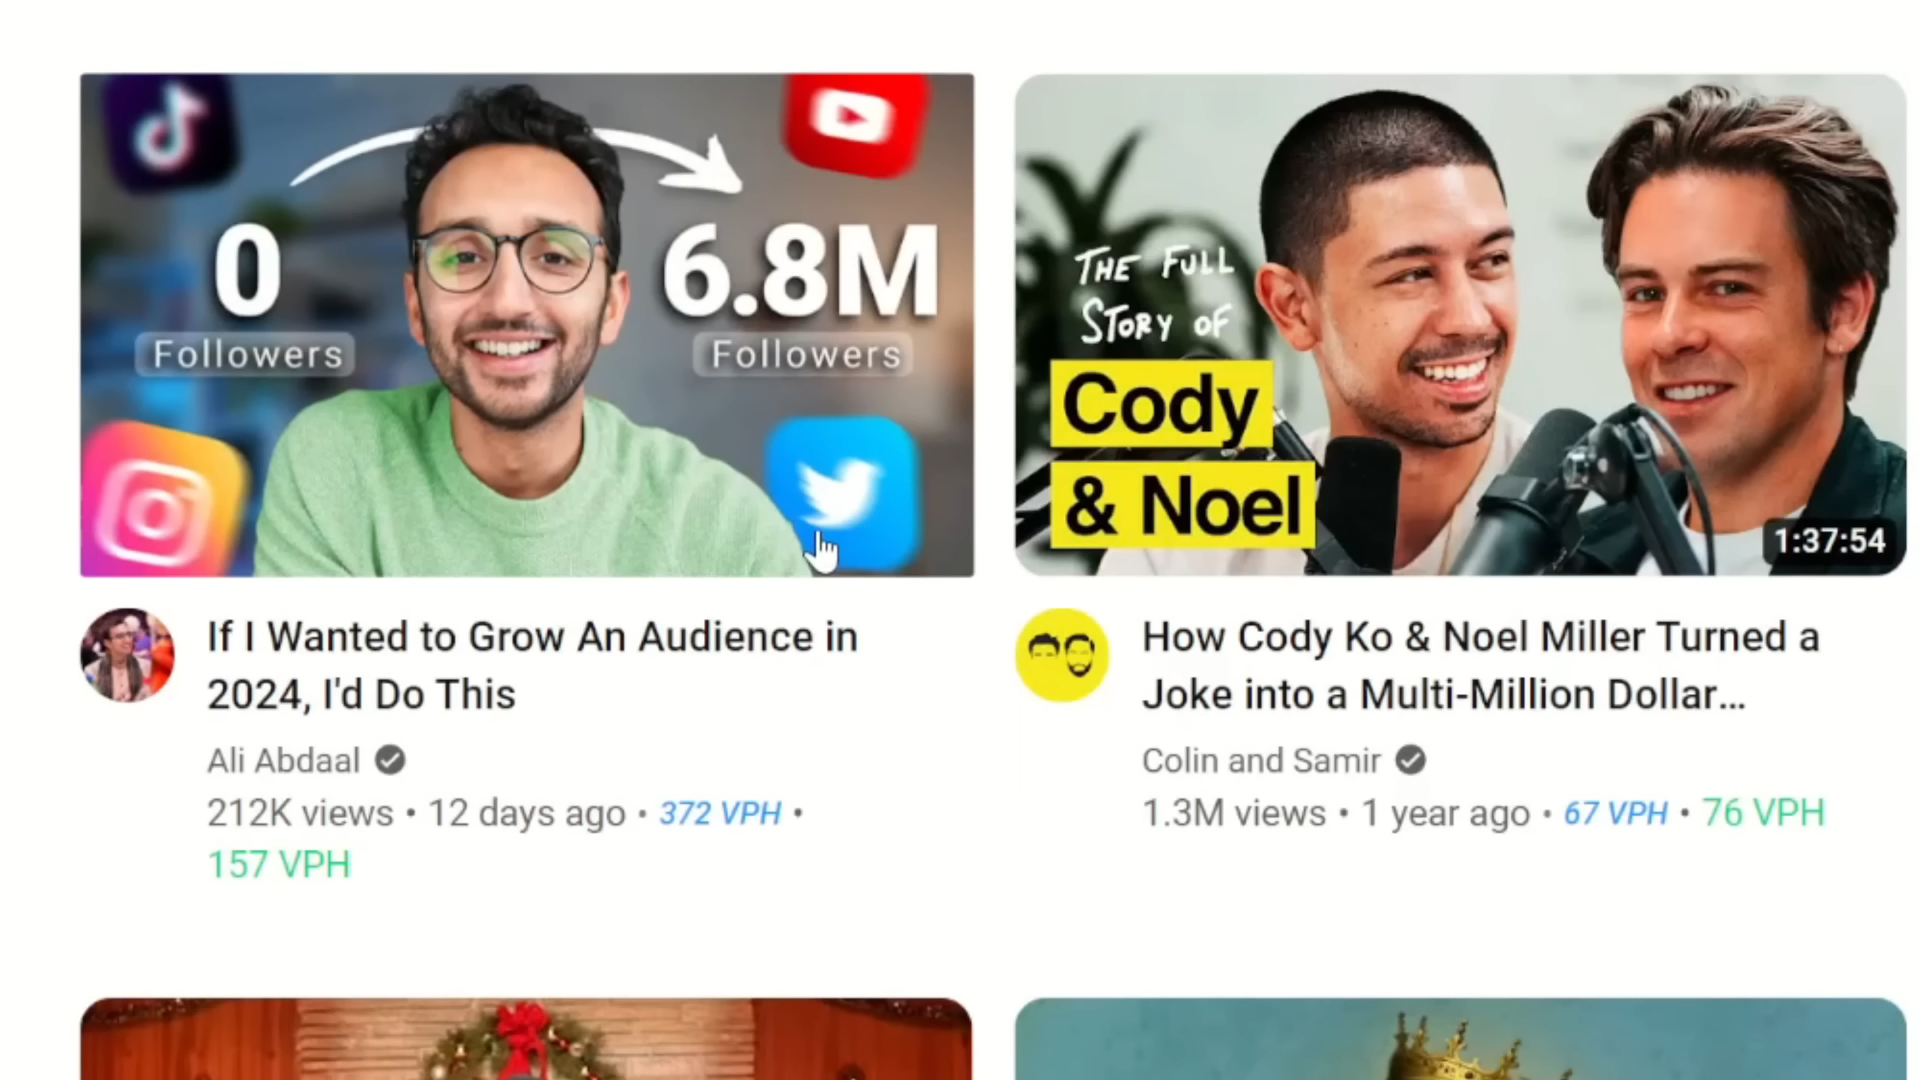 0
Followers
6.8M
Followers
THE FULL
STORY OF
Cody
& Noel
1:37:54
If I Wanted to Grow An Audience in
2024, I'd Do This
Ali Abdaal
212K views • 12 days ago • 372 VPH •
157 VPH
How Cody Ko & Noel Miller Turned a
Joke into a Multi-Million Dollar...
Colin and Samir
1.3M views • 1 year ago • 67 VPH • 76 VPH